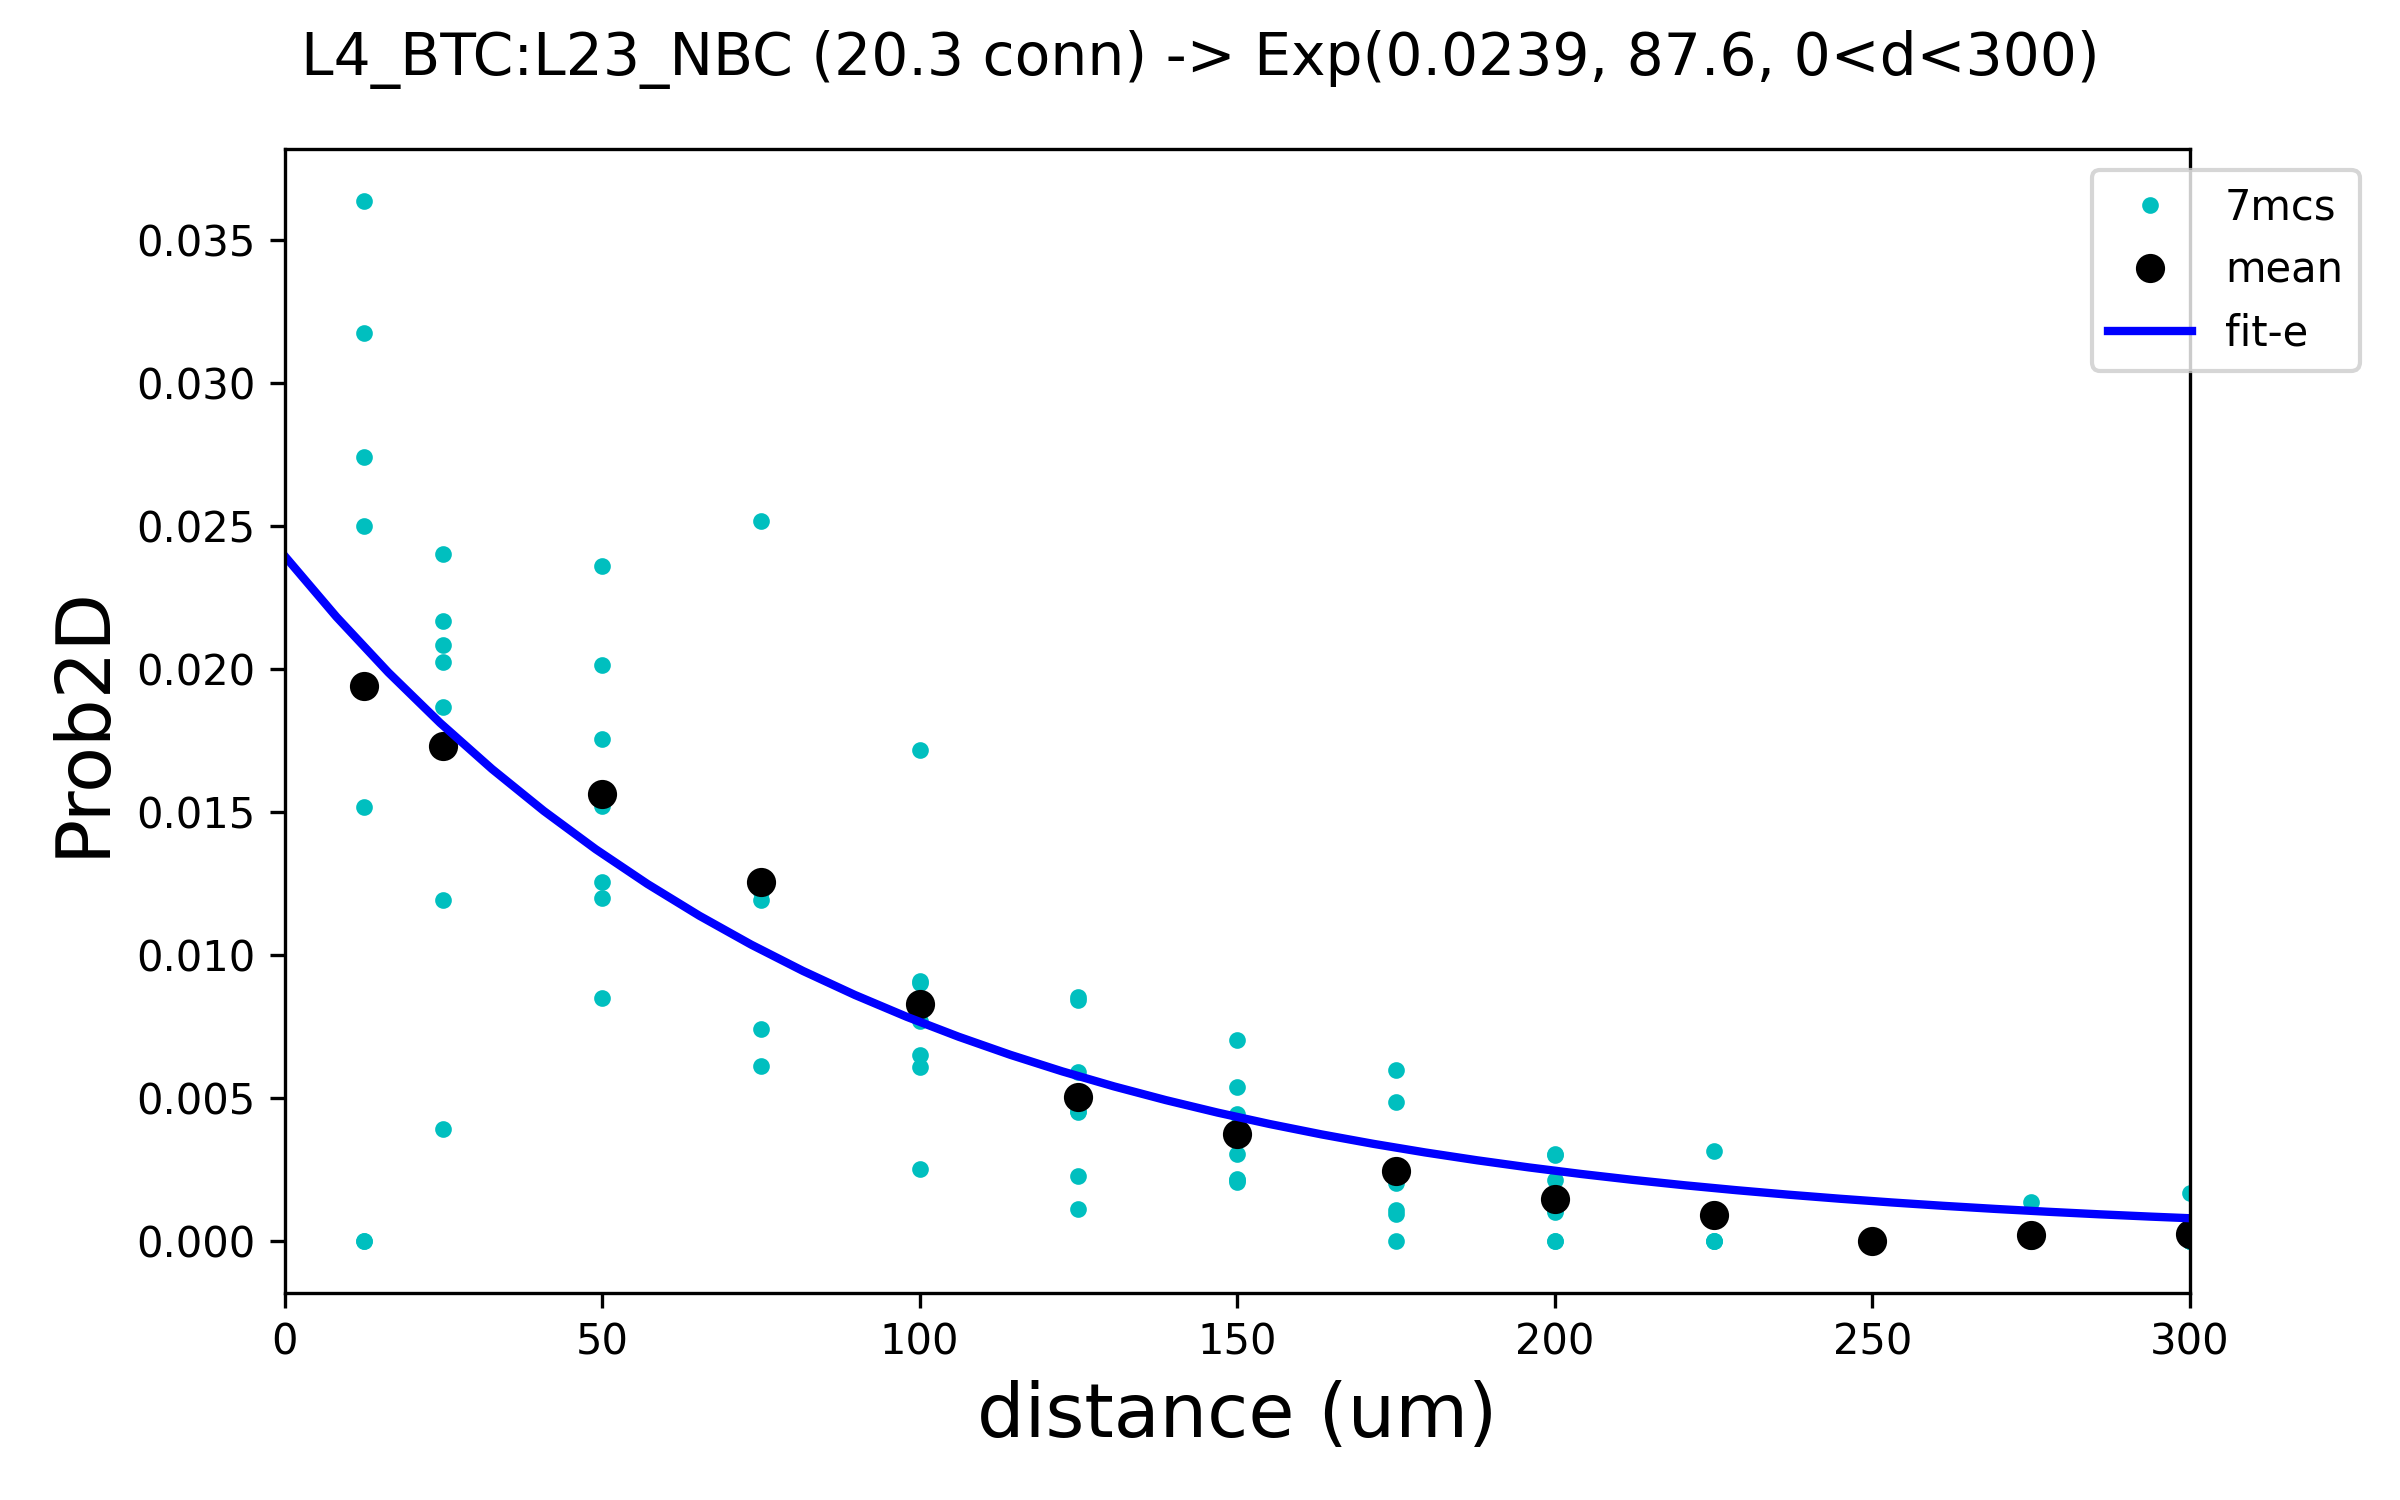 L4_BTC:L23_NBC (20.3 conn) -> Exp(0.0239, 87.6, 0<d<300)
7mcs
mean
fit-e
Prob2D
0.035
0.030
0.025
0.020
0.015
0.010
0.005
0.000
0 50 100 150 200 250 300
distance (um)